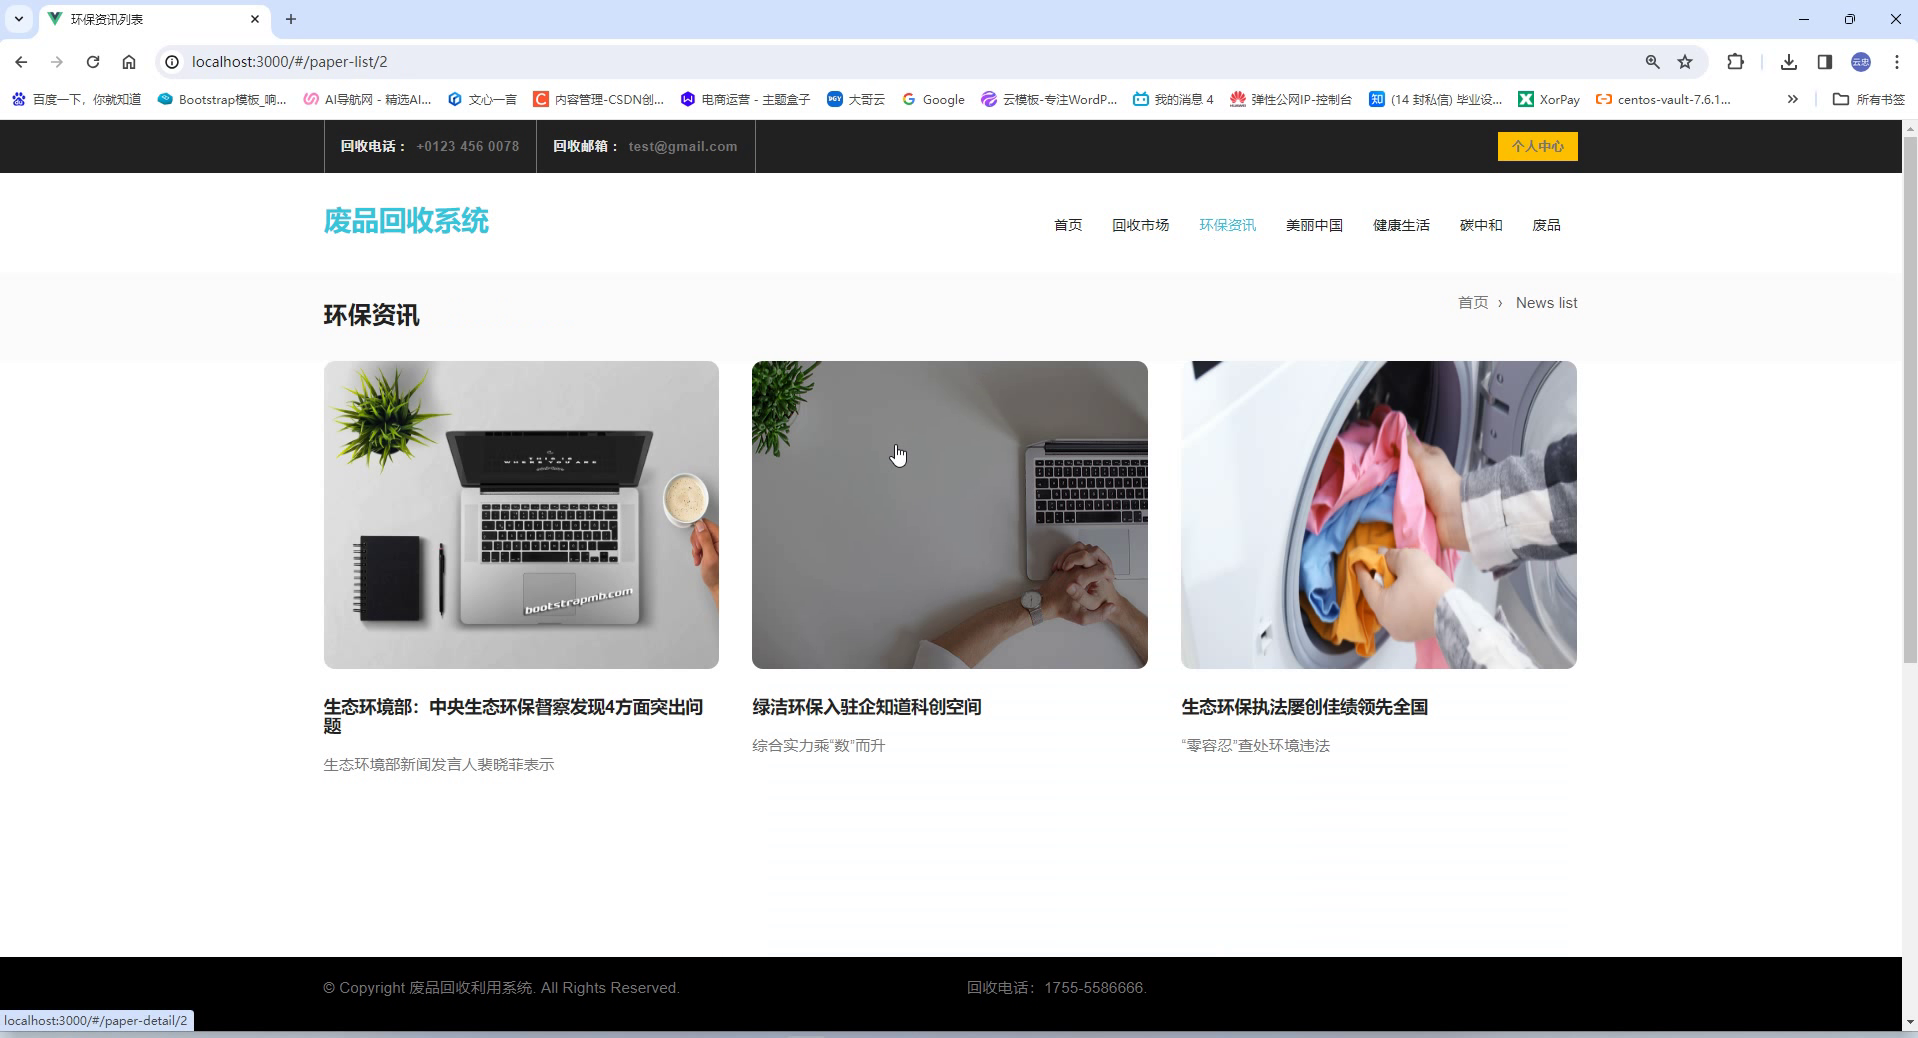 环保资讯列表
localhost:3000/#/paper-list/2
百度一下，你就知道
Bootstrap模板_响...
AI导航网 - 精选AI...
文心一言
内容管理-CSDN创...
电商运营 - 主题盒子
大哥云
Google
云模板-专注WordP...
我的消息 4
弹性公网IP-控制台
(14 封私信) 毕业设...
XorPay
centos-vault-7.6.1...
所有书签
回收电话： +0123 456 0078
回收邮箱： test@gmail.com
个人中心
废品回收系统
首页 回收市场 环保资讯 美丽中国 健康生活 碳中和 废品
环保资讯
首页 › News list
THIS IS
WHERE YOU ARE
bootstrapmb.com
生态环境部：中央生态环保督察发现4方面突出问
题
生态环境部新闻发言人裴晓菲表示
绿洁环保入驻企知道科创空间
综合实力乘“数”而升
生态环保执法屡创佳绩领先全国
“零容忍”查处环境违法
© Copyright 废品回收利用系统. All Rights Reserved.
回收电话：1755-5586666.
localhost:3000/#/paper-detail/2